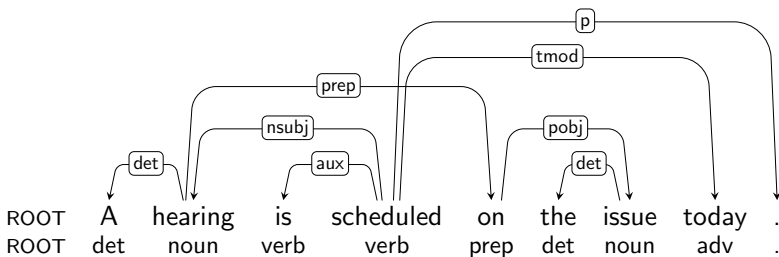 p
tmod
prep
nsubj pobj
det aux det
ROOT A hearing is scheduled on the issue today .
ROOT det noun verb verb prep det noun adv .